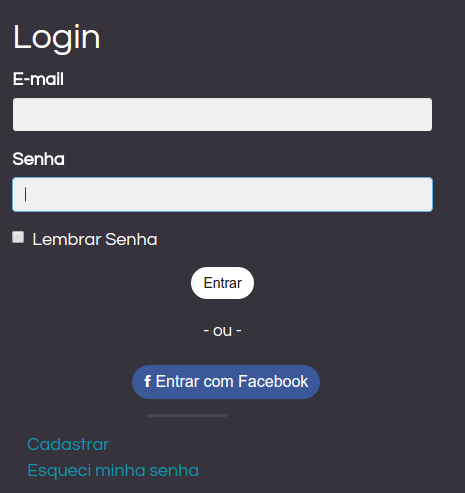 Login
E-mail
Senha
Lembrar Senha
Entrar
- ou -
f Entrar com Facebook
Cadastrar
Esqueci minha senha